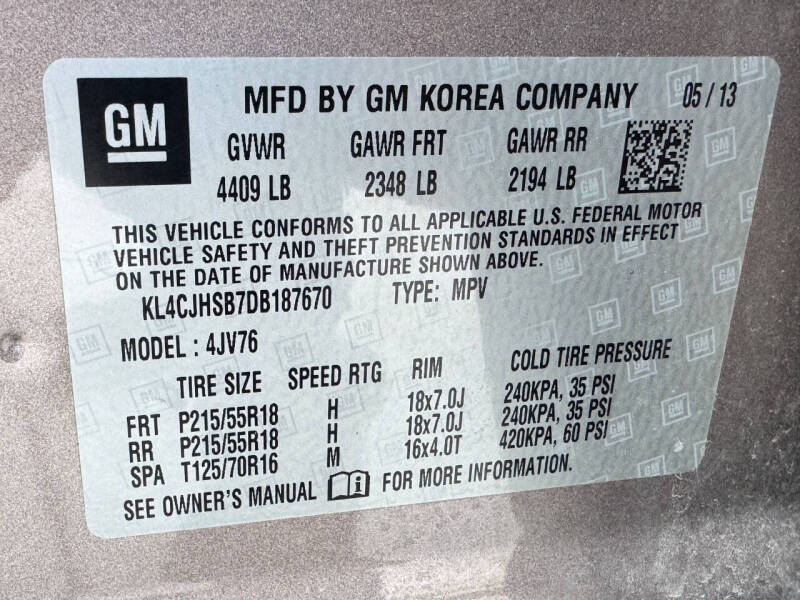 GM
MFD BY GM KOREA COMPANY 05/13
GVWR GAWR FRT GAWR RR
4409 LB 2348 LB 2194 LB
THIS VEHICLE CONFORMS TO ALL APPLICABLE U.S. FEDERAL MOTOR
VEHICLE SAFETY AND THEFT PREVENTION STANDARDS IN EFFECT
ON THE DATE OF MANUFACTURE SHOWN ABOVE.
KL4CJHSB7DB187670 TYPE: MPV
MODEL : 4JV76
TIRE SIZE SPEED RTG RIM COLD TIRE PRESSURE
FRT P215/55R18 H 18x7.0J 240KPA, 35 PSI
RR P215/55R18 H 18x7.0J 240KPA, 35 PSI
SPA T125/70R16 M 16x4.0T 420KPA, 60 PSI
SEE OWNER'S MANUAL i FOR MORE INFORMATION.